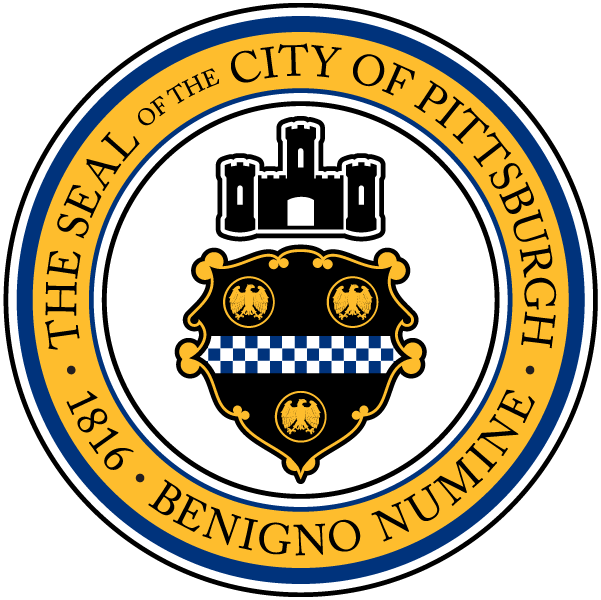 · THE SEAL OF THE CITY OF PITTSBURGH ·
1816 · BENIGNO NUMINE